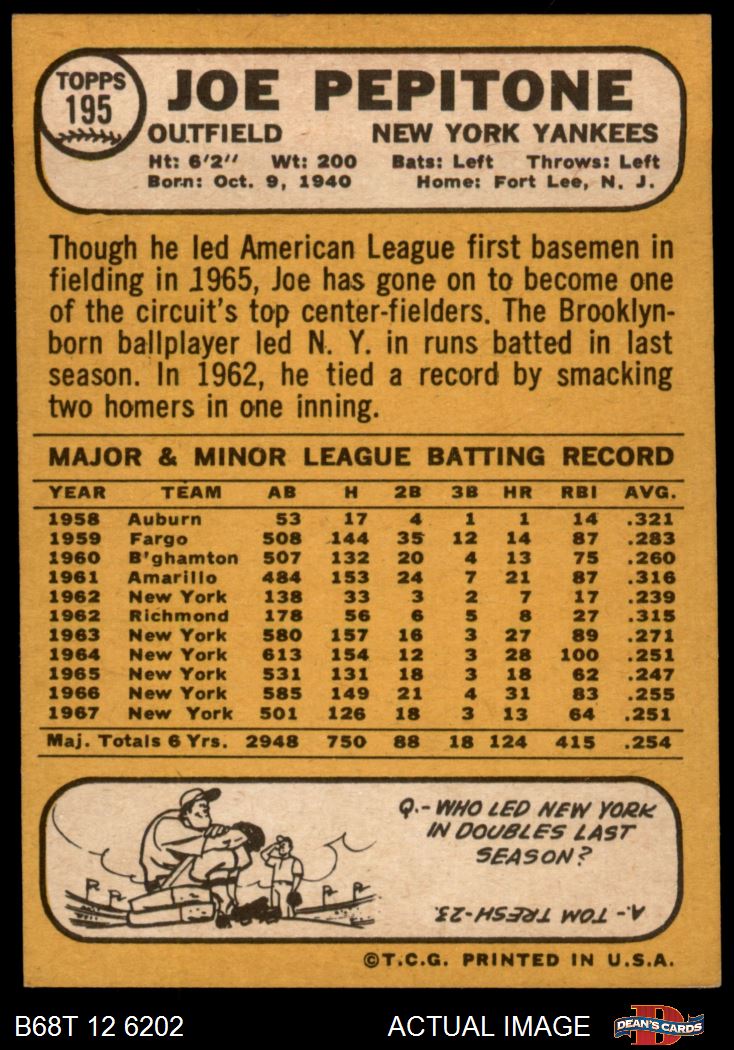 TOPPS
195
JOE PEPITONE
OUTFIELD NEW YORK YANKEES
Ht: 6'2" Wt: 200 Bats: Left Throws: Left
Born: Oct. 9, 1940 Home: Fort Lee, N. J.
Though he led American League first basemen in
fielding in 1965, Joe has gone on to become one
of the circuit's top center-fielders. The Brooklyn-
born ballplayer led N. Y. in runs batted in last
season. In 1962, he tied a record by smacking
two homers in one inning.
MAJOR & MINOR LEAGUE BATTING RECORD
YEAR TEAM AB H 2B 3B HR RBI AVG.
1958 Auburn 53 17 4 1 1 14 .321
1959 Fargo 508 144 35 12 14 87 .283
1960 B'ghamton 507 132 20 4 13 75 .260
1961 Amarillo 484 153 24 7 21 87 .316
1962 New York 138 33 3 2 7 17 .239
1962 Richmond 178 56 6 5 8 27 .315
1963 New York 580 157 16 3 27 89 .271
1964 New York 613 154 12 3 28 100 .251
1965 New York 531 131 18 3 18 62 .247
1966 New York 585 149 21 4 31 83 .255
1967 New York 501 126 18 3 13 64 .251
Maj. Totals 6 Yrs. 2948 750 88 18 124 415 .254
Q.- WHO LED NEW YORK
IN DOUBLES LAST
SEASON?
A.- TOM TRESH-23.
©T.C.G. PRINTED IN U.S.A.
B68T 12 6202 ACTUAL IMAGE
D
DEAN'S CARDS